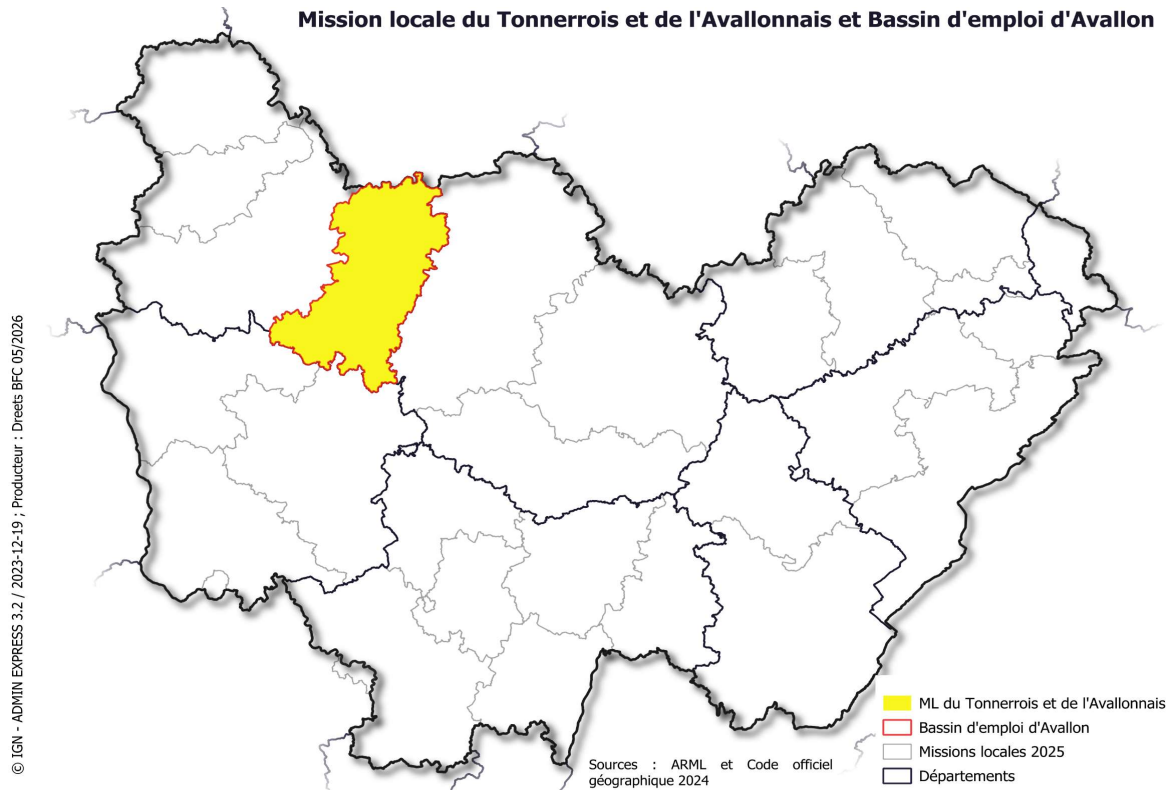 Mission locale du Tonnerrois et de l'Avallonnais et Bassin d'emploi d'Avallon
© IGN - ADMIN EXPRESS 3.2 / 2023-12-19 ; Producteur : Dreets BFC 05/2026
ML du Tonnerrois et de l'Avallonnais
Bassin d'emploi d'Avallon
Missions locales 2025
Départements
Sources : ARML et Code officiel
géographique 2024